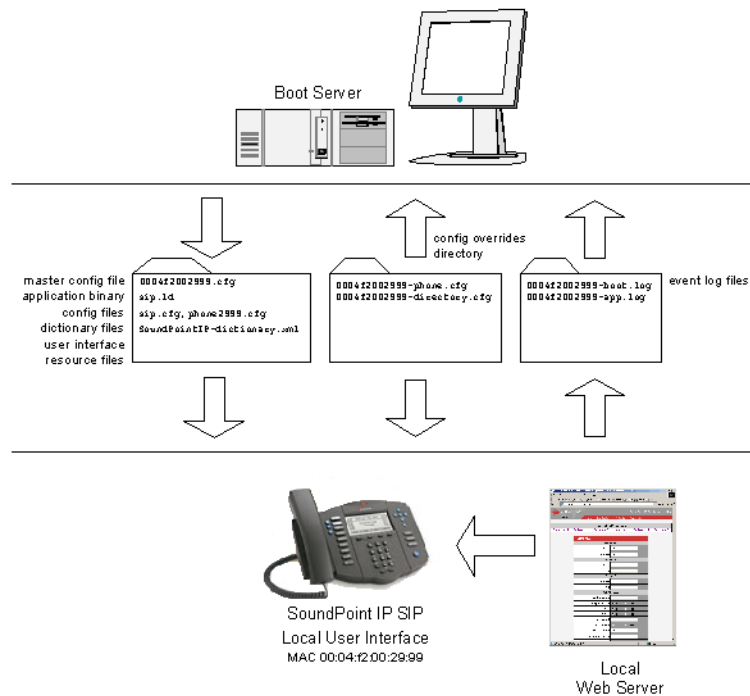 Boot Server
config overrides
directory
master config file
application binary
config files
dictionary files
user interface
resource files
0004f2002999.cfg
sip.ld
sip.cfg, phone2999.cfg
SoundPointIP-dictionary.xml
0004f2002999-phone.cfg
0004f2002999-directory.cfg
0004f2002999-boot.log
0004f2002999-app.log
event log files
SoundPoint IP SIP
Local User Interface
MAC 00:04:f2:00:29:99
Local
Web Server